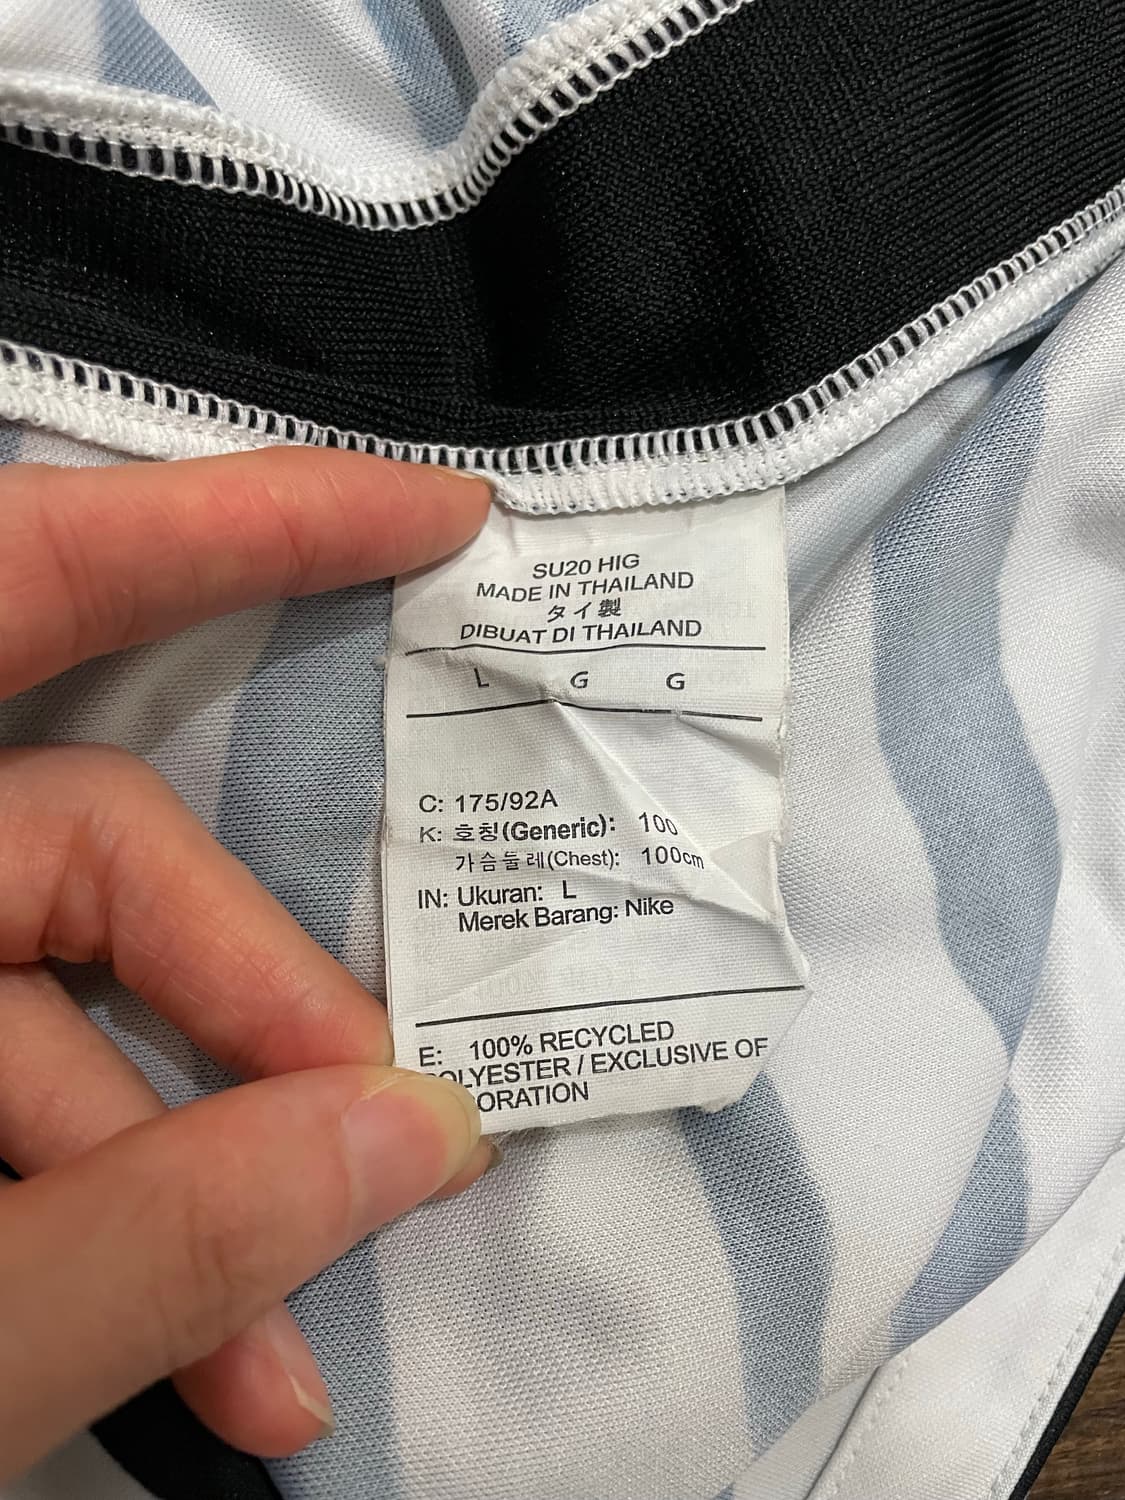 SU20 HIG
MADE IN THAILAND
タイ製
DIBUAT DI THAILAND
L G G
C: 175/92A
K: 호칭(Generic): 100
가슴둘레(Chest): 100cm
IN: Ukuran: L
Merek Barang: Nike
E: 100% RECYCLED
POLYESTER / EXCLUSIVE OF
ORATION